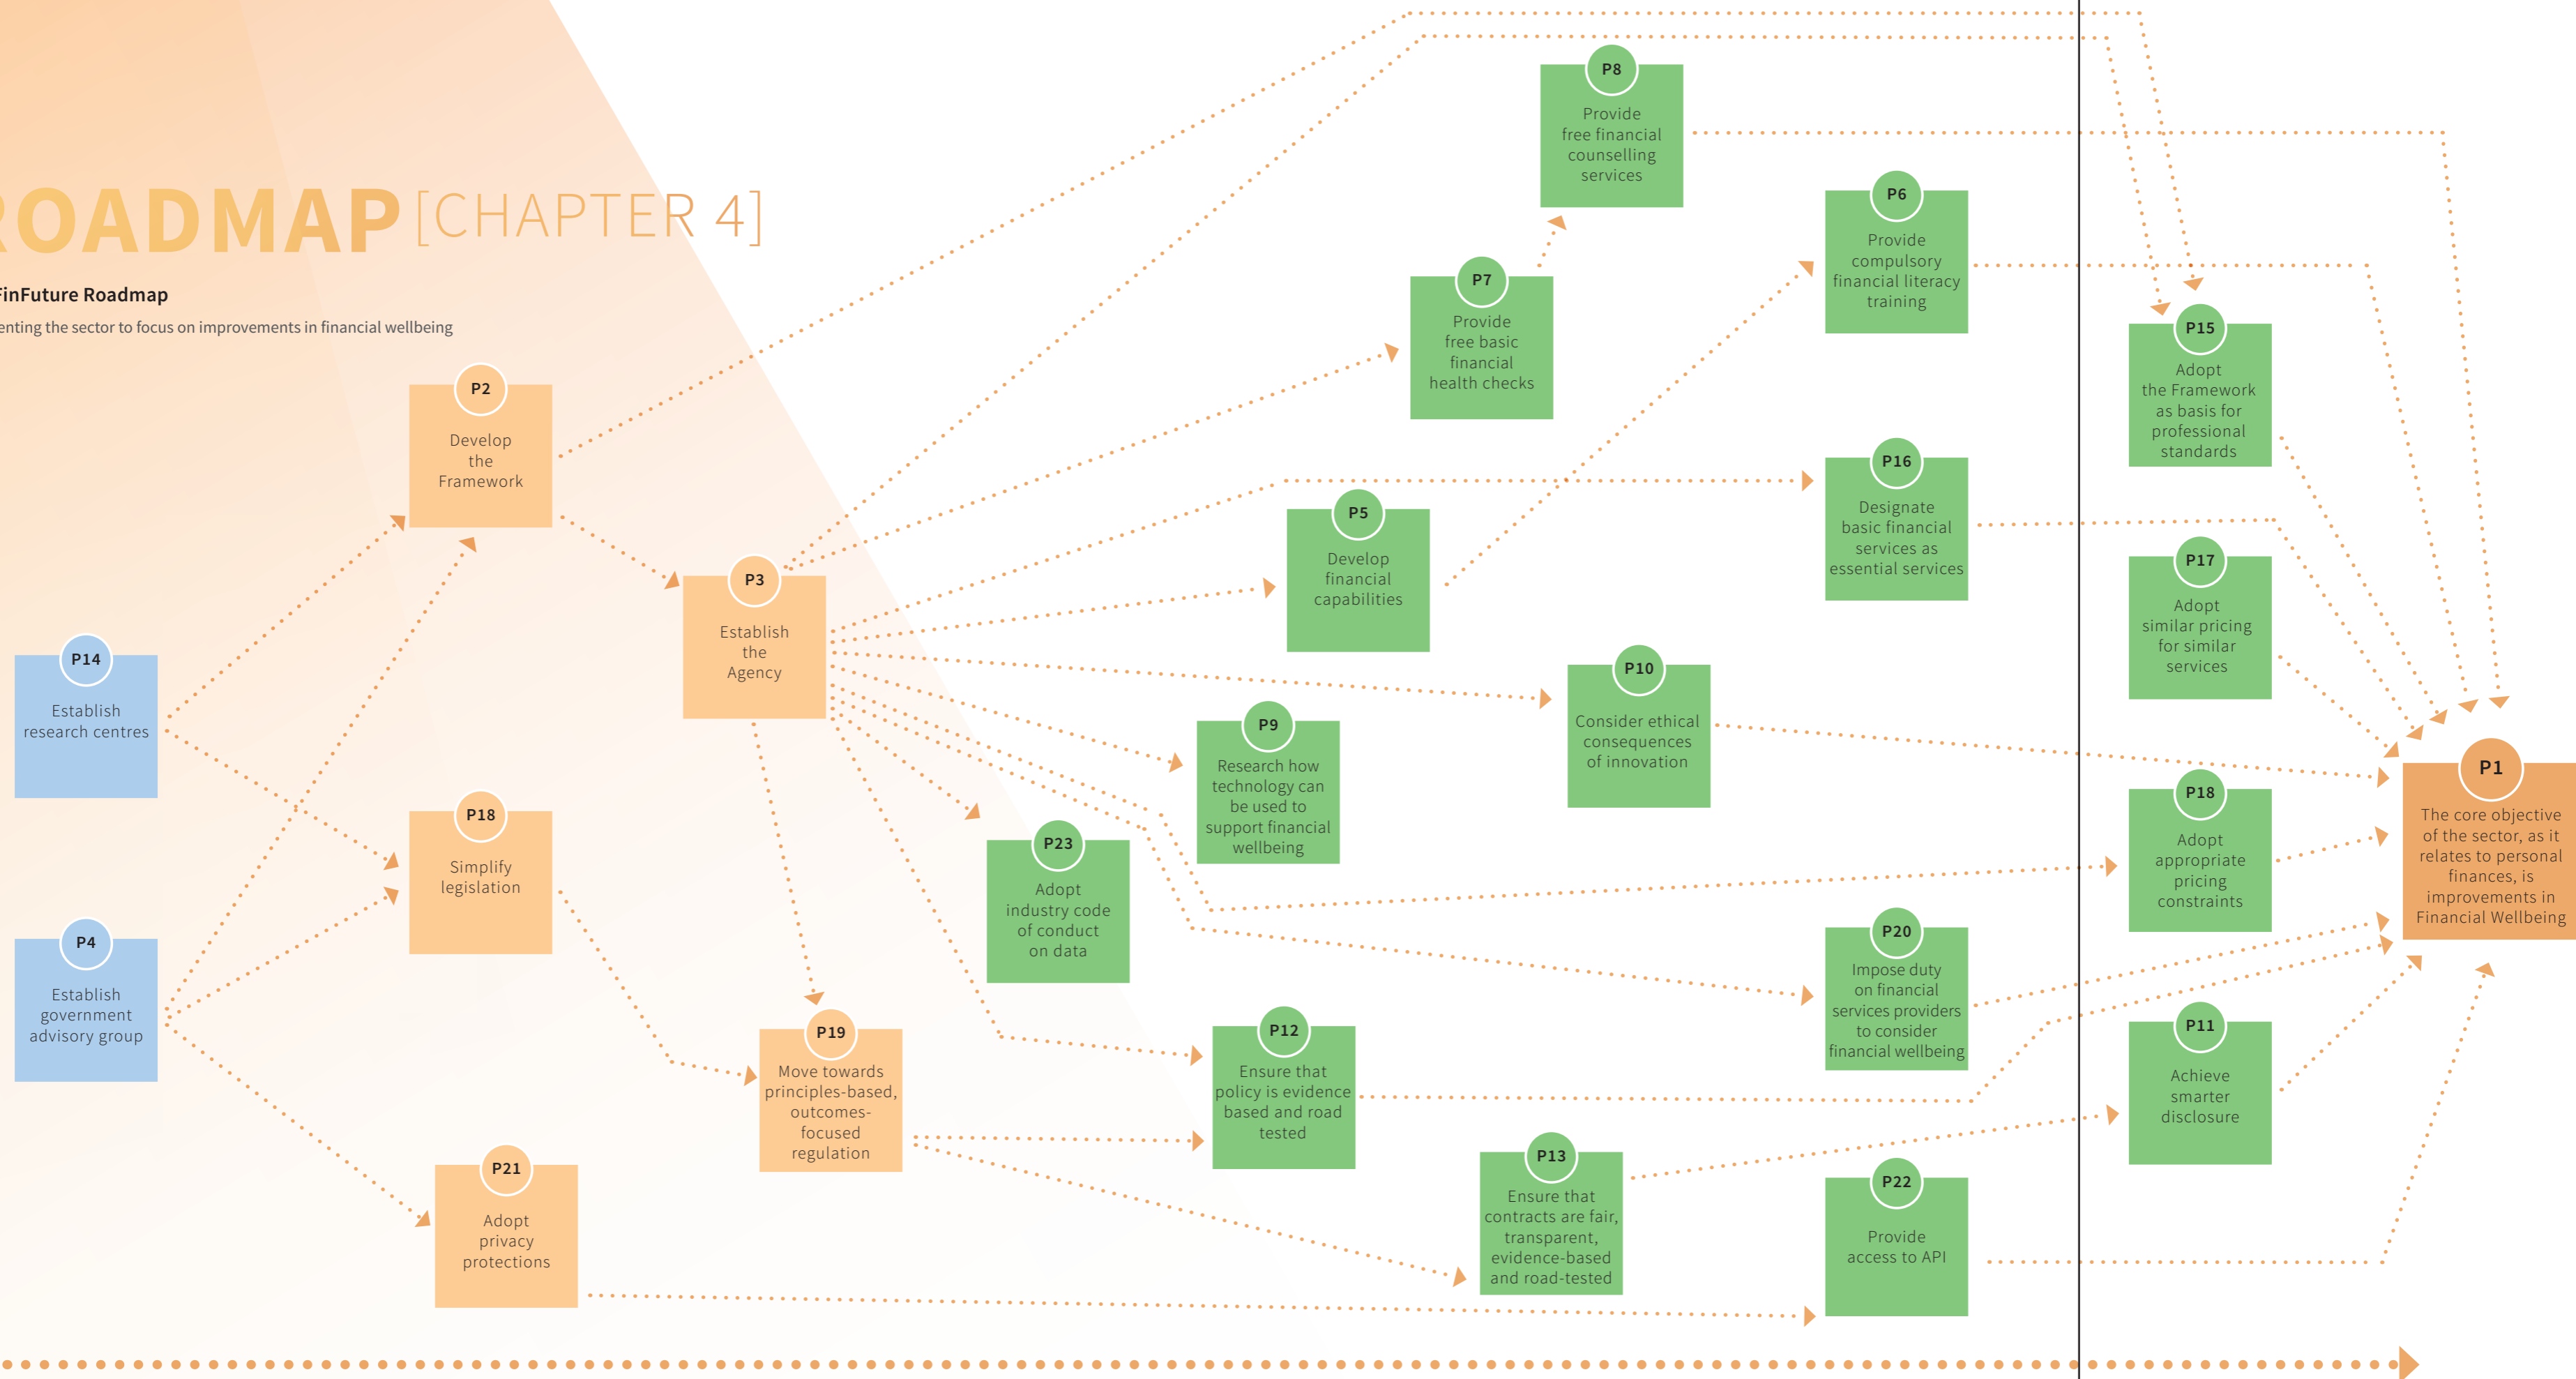 ROADMAP [CHAPTER 4]
FinFuture Roadmap
enting the sector to focus on improvements in financial wellbeing
P14
Establish
research centres
P4
Establish
government
advisory group
P2
Develop
the
Framework
P18
Simplify
legislation
P21
Adopt
privacy
protections
P3
Establish
the
Agency
P19
Move towards
principles-based,
outcomes-
focused
regulation
P23
Adopt
industry code
of conduct
on data
P9
Research how
technology can
be used to
support financial
wellbeing
P12
Ensure that
policy is evidence
based and road
tested
P5
Develop
financial
capabilities
P7
Provide
free basic
financial
health checks
P8
Provide
free financial
counselling
services
P10
Consider ethical
consequences
of innovation
P13
Ensure that
contracts are fair,
transparent,
evidence-based
and road-tested
P6
Provide
compulsory
financial literacy
training
P16
Designate
basic financial
services as
essential services
P20
Impose duty
on financial
services providers
to consider
financial wellbeing
P22
Provide
access to API
P15
Adopt
the Framework
as basis for
professional
standards
P17
Adopt
similar pricing
for similar
services
P18
Adopt
appropriate
pricing
constraints
P11
Achieve
smarter
disclosure
P1
The core objective
of the sector, as it
relates to personal
finances, is
improvements in
Financial Wellbeing